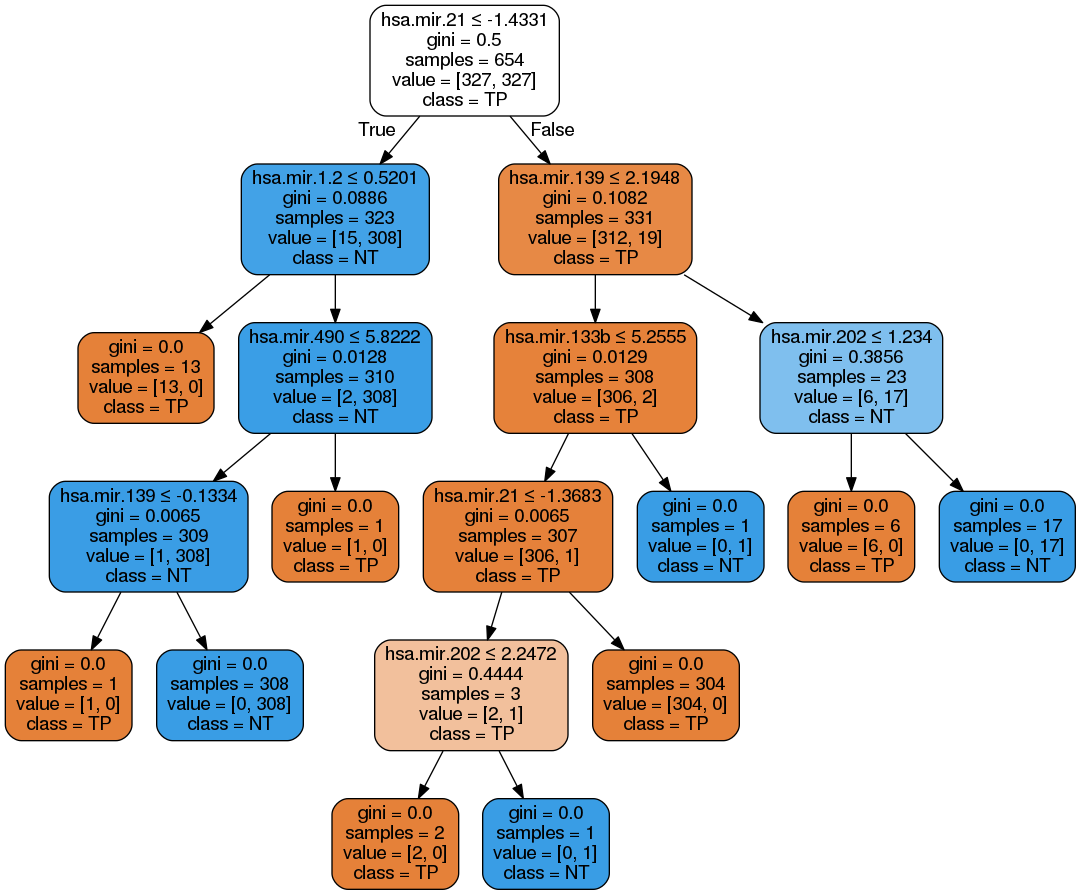 hsa.mir.21 ≤ -1.4331
gini = 0.5
samples = 654
value = [327, 327]
class = TP
True
False
hsa.mir.1.2 ≤ 0.5201
gini = 0.0886
samples = 323
value = [15, 308]
class = NT
hsa.mir.139 ≤ 2.1948
gini = 0.1082
samples = 331
value = [312, 19]
class = TP
gini = 0.0
samples = 13
value = [13, 0]
class = TP
hsa.mir.490 ≤ 5.8222
gini = 0.0128
samples = 310
value = [2, 308]
class = NT
hsa.mir.133b ≤ 5.2555
gini = 0.0129
samples = 308
value = [306, 2]
class = TP
hsa.mir.202 ≤ 1.234
gini = 0.3856
samples = 23
value = [6, 17]
class = NT
hsa.mir.139 ≤ -0.1334
gini = 0.0065
samples = 309
value = [1, 308]
class = NT
gini = 0.0
samples = 1
value = [1, 0]
class = TP
hsa.mir.21 ≤ -1.3683
gini = 0.0065
samples = 307
value = [306, 1]
class = TP
gini = 0.0
samples = 1
value = [0, 1]
class = NT
gini = 0.0
samples = 6
value = [6, 0]
class = TP
gini = 0.0
samples = 17
value = [0, 17]
class = NT
gini = 0.0
samples = 1
value = [1, 0]
class = TP
gini = 0.0
samples = 308
value = [0, 308]
class = NT
hsa.mir.202 ≤ 2.2472
gini = 0.4444
samples = 3
value = [2, 1]
class = TP
gini = 0.0
samples = 304
value = [304, 0]
class = TP
gini = 0.0
samples = 2
value = [2, 0]
class = TP
gini = 0.0
samples = 1
value = [0, 1]
class = NT